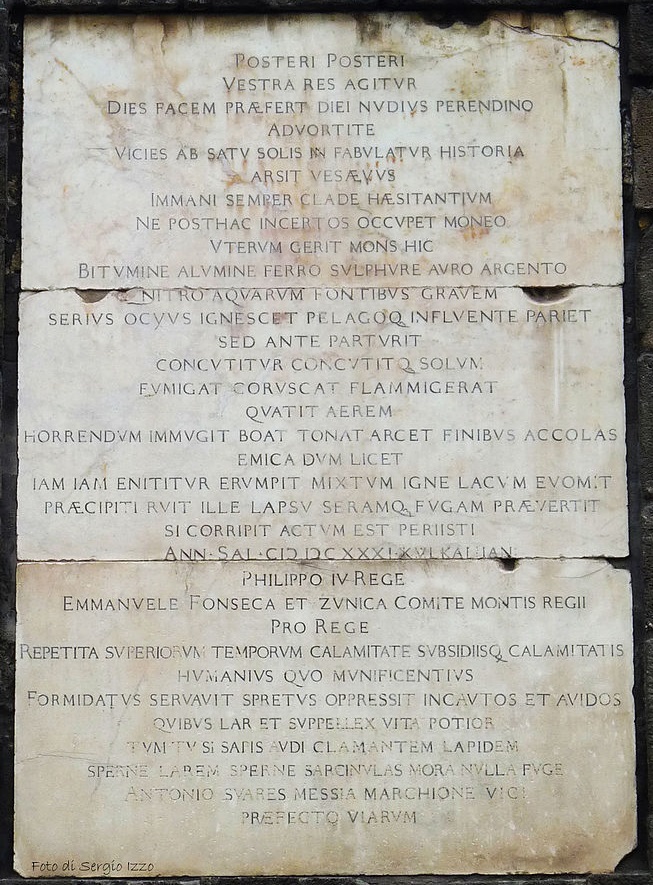 POSTERI POSTERI
VESTRA RES AGITVR
DIES FACEM PRÆFERT DIEI NVDIVS PERENDINO
ADVORTITE
VICIES AB SATV SOLIS IN FABVLATVR HISTORIA
ARSIT VESÆVVS
IMMANI SEMPER CLADE HÆSITANTIVM
NE POSTHAC INCERTOS OCCVPET MONEO
VTERVM GERIT MONS HIC
BITVMINE ALVMINE FERRO SVLPHVRE AVRO ARGENTO
NITRO AQVARVM FONTIBVS GRAVEM
SERIVS OCYVS IGNESCET PELAGOQ INFLVENTE PARIET
SED ANTE PARTVRIT
CONCVTITVR CONCVTITQ SOLVM
FVMIGAT CORVSCAT FLAMMIGERAT
QVATIT AEREM
HORRENDVM IMMVGIT BOAT TONAT ARCET FINIBVS ACCOLAS
EMICA DVM LICET
IAM IAM ENITITVR ERVMPIT MIXTVM IGNE LACVM EVOMIT
PRÆCIPITI RVIT ILLE LAPSV SERAMQ FVGAM PRÆVERTIT
SI CORRIPIT ACTVM EST PERIISTI
ANN · SAL · CIƆ IƆC XXXI XVI KAL IAN
PHILIPPO IV REGE
EMMANVELE FONSECA ET ZVNICA COMITE MONTIS REGII
PRO REGE
REPETITA SVPERIORVM TEMPORVM CALAMITATE SVBSIDIISQ CALAMITATIS
HVMANIVS QVO MVNIFICENTIVS
FORMIDATVS SERVAVIT SPRETVS OPPRESSIT INCAVTOS ET AVIDOS
QVIBVS LAR ET SVPPELLEX VITA POTIOR
TVM TV SI SAPIS AVDI CLAMANTEM LAPIDEM
SPERNE LAREM SPERNE SARCINVLAS MORA NVLLA FVGE
ANTONIO SVARES MESSIA MARCHIONE VICI
PRÆFECTO VIARVM
Foto di Sergio Izzo